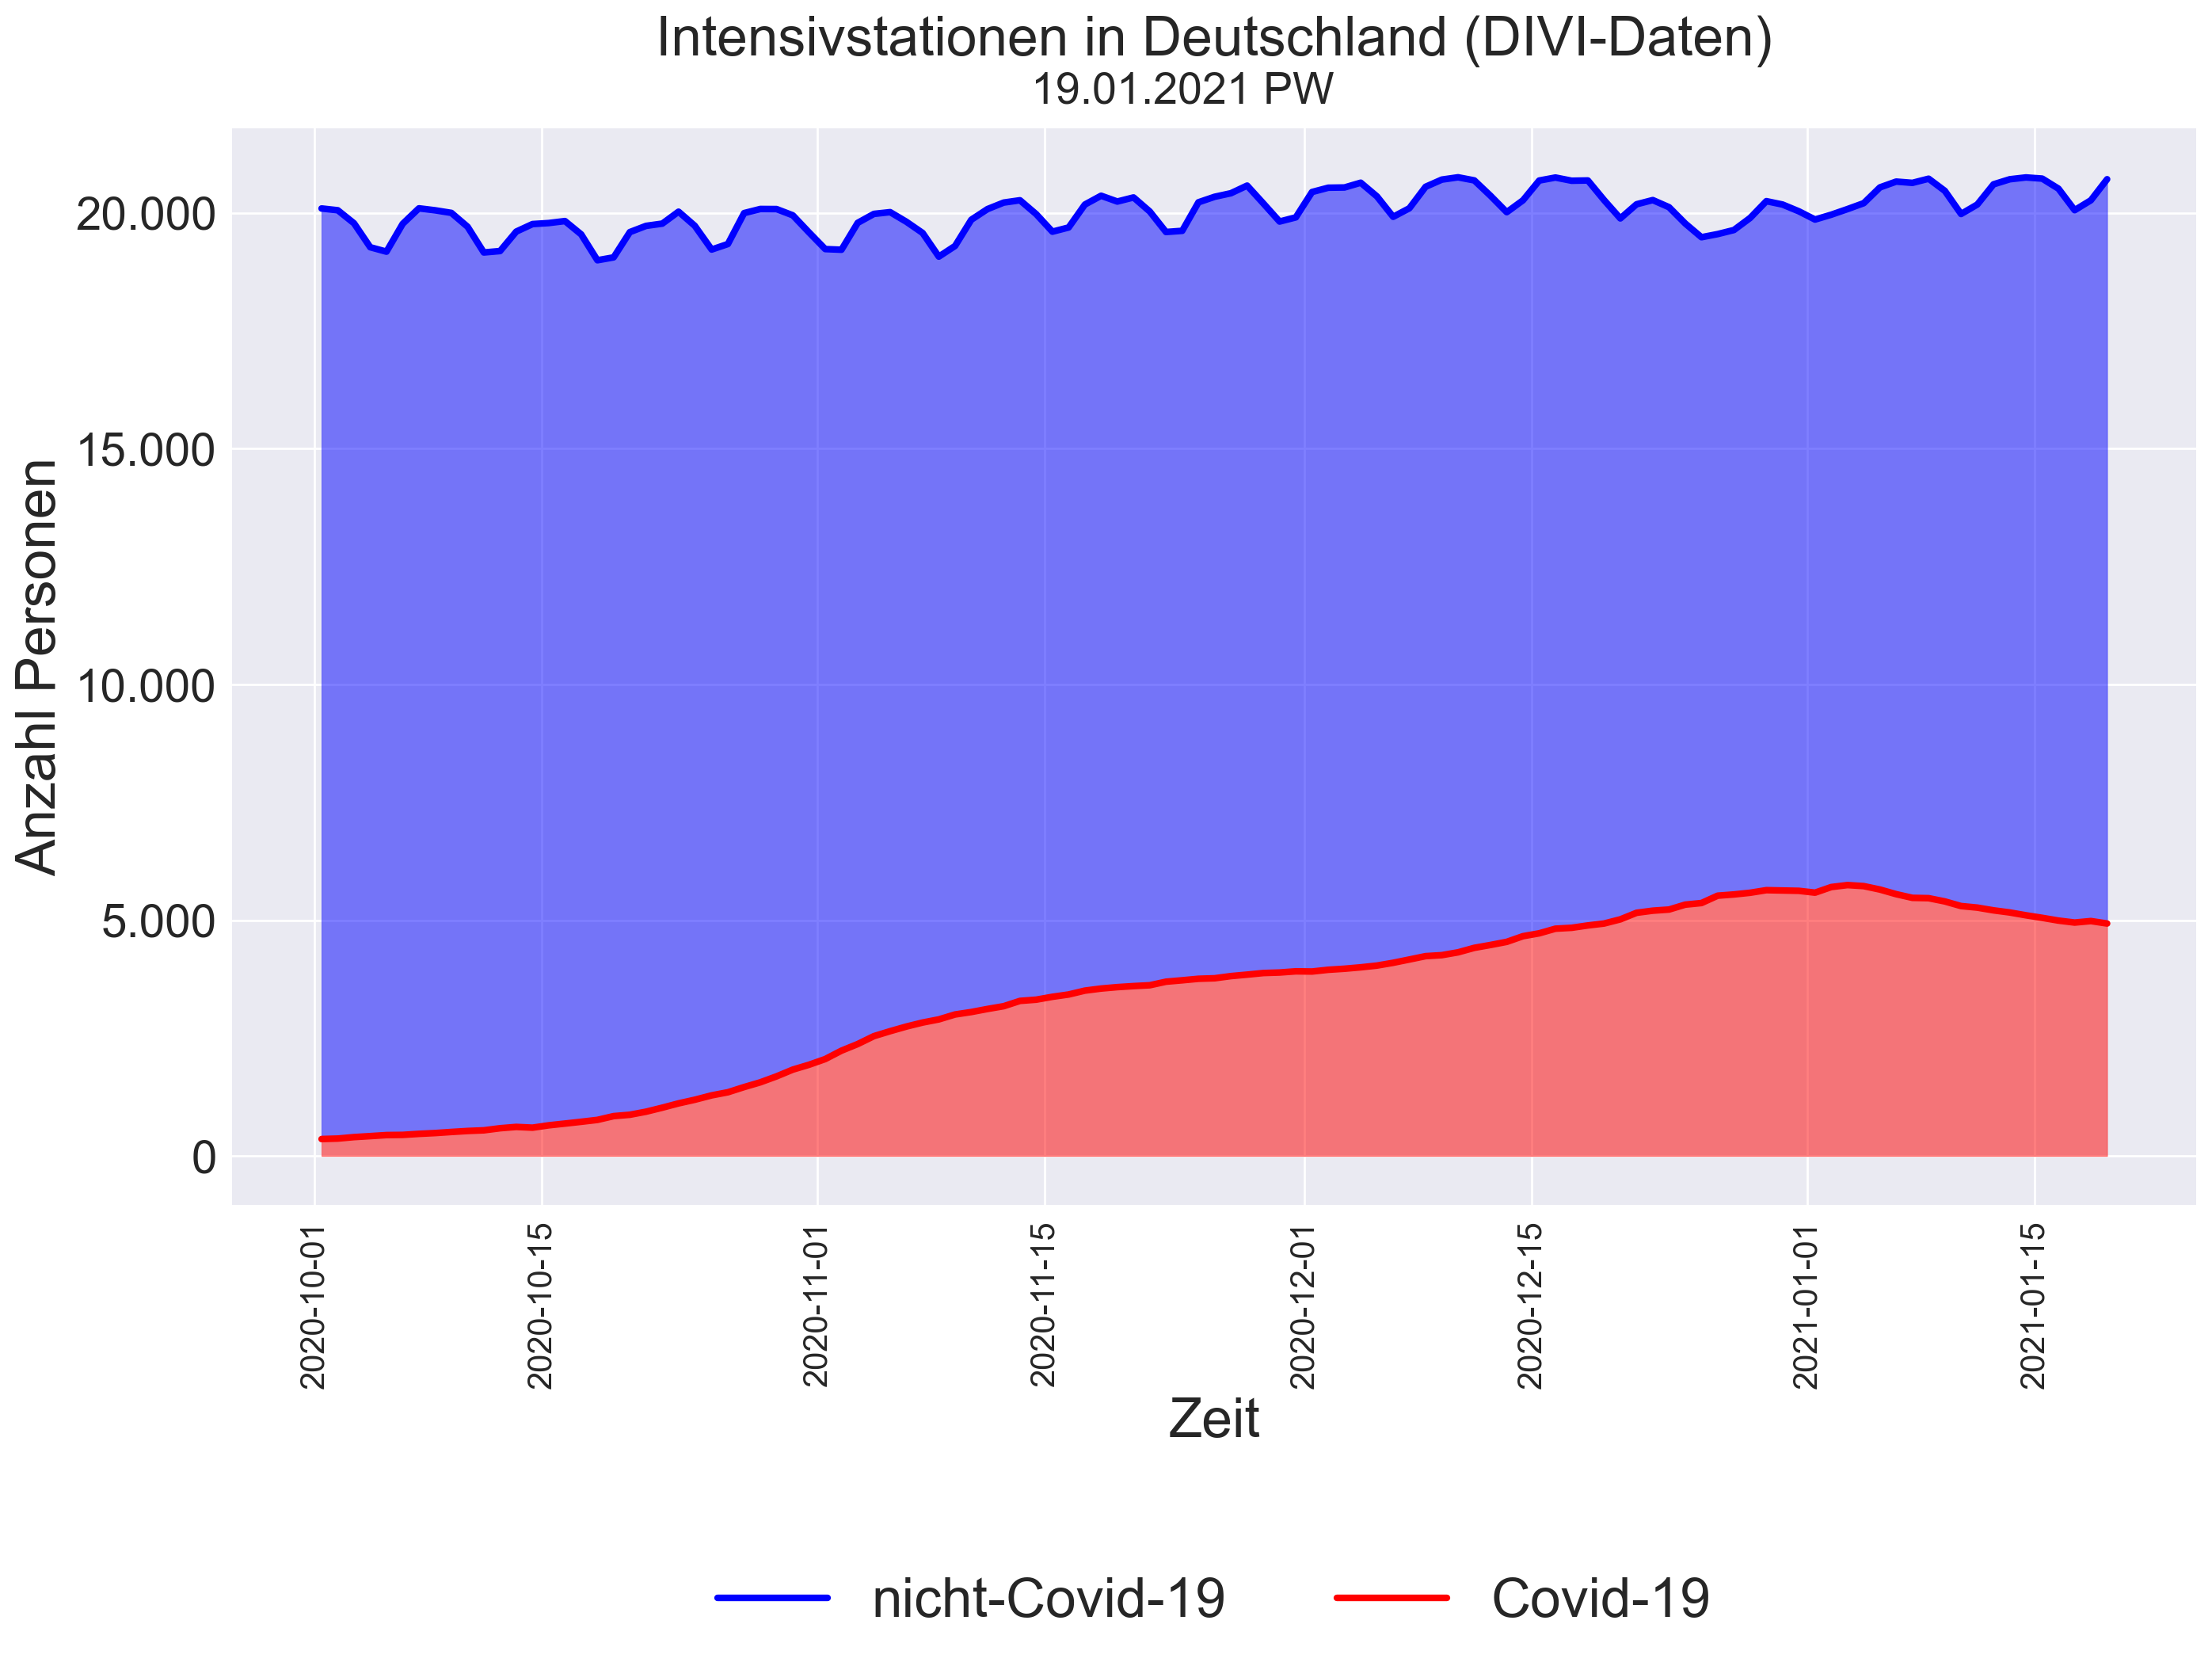 Intensivstationen in Deutschland (DIVI-Daten)
19.01.2021 PW
Anzahl Personen
20.000
15.000
10.000
5.000
0
2020-10-01
2020-10-15
2020-11-01
2020-11-15
2020-12-01
2020-12-15
2021-01-01
2021-01-15
Zeit
nicht-Covid-19
Covid-19